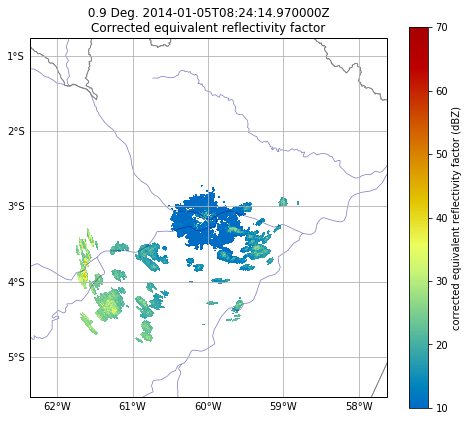 0.9 Deg. 2014-01-05T08:24:14.970000Z
Corrected equivalent reflectivity factor
1°S
2°S
3°S
4°S
5°S
62°W
61°W
60°W
59°W
58°W
70
60
50
40
30
20
10
corrected equivalent reflectivity factor (dBZ)